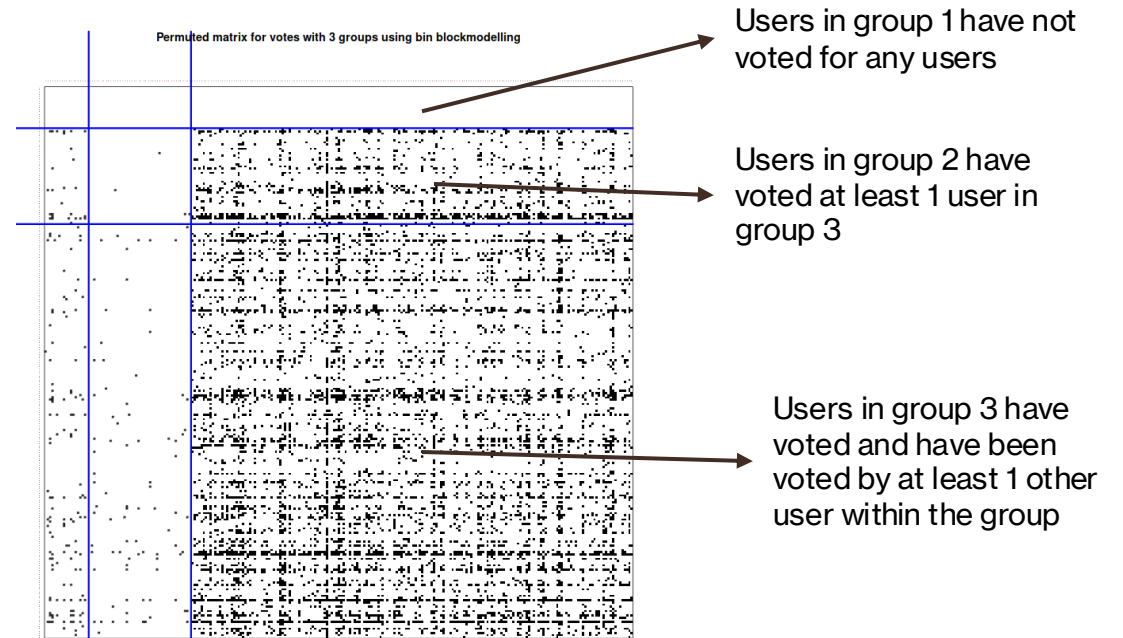 Permuted matrix for votes with 3 groups using bin blockmodelling
Users in group 1 have not
voted for any users
Users in group 2 have
voted at least 1 user in
group 3
Users in group 3 have
voted and have been
voted by at least 1 other
user within the group